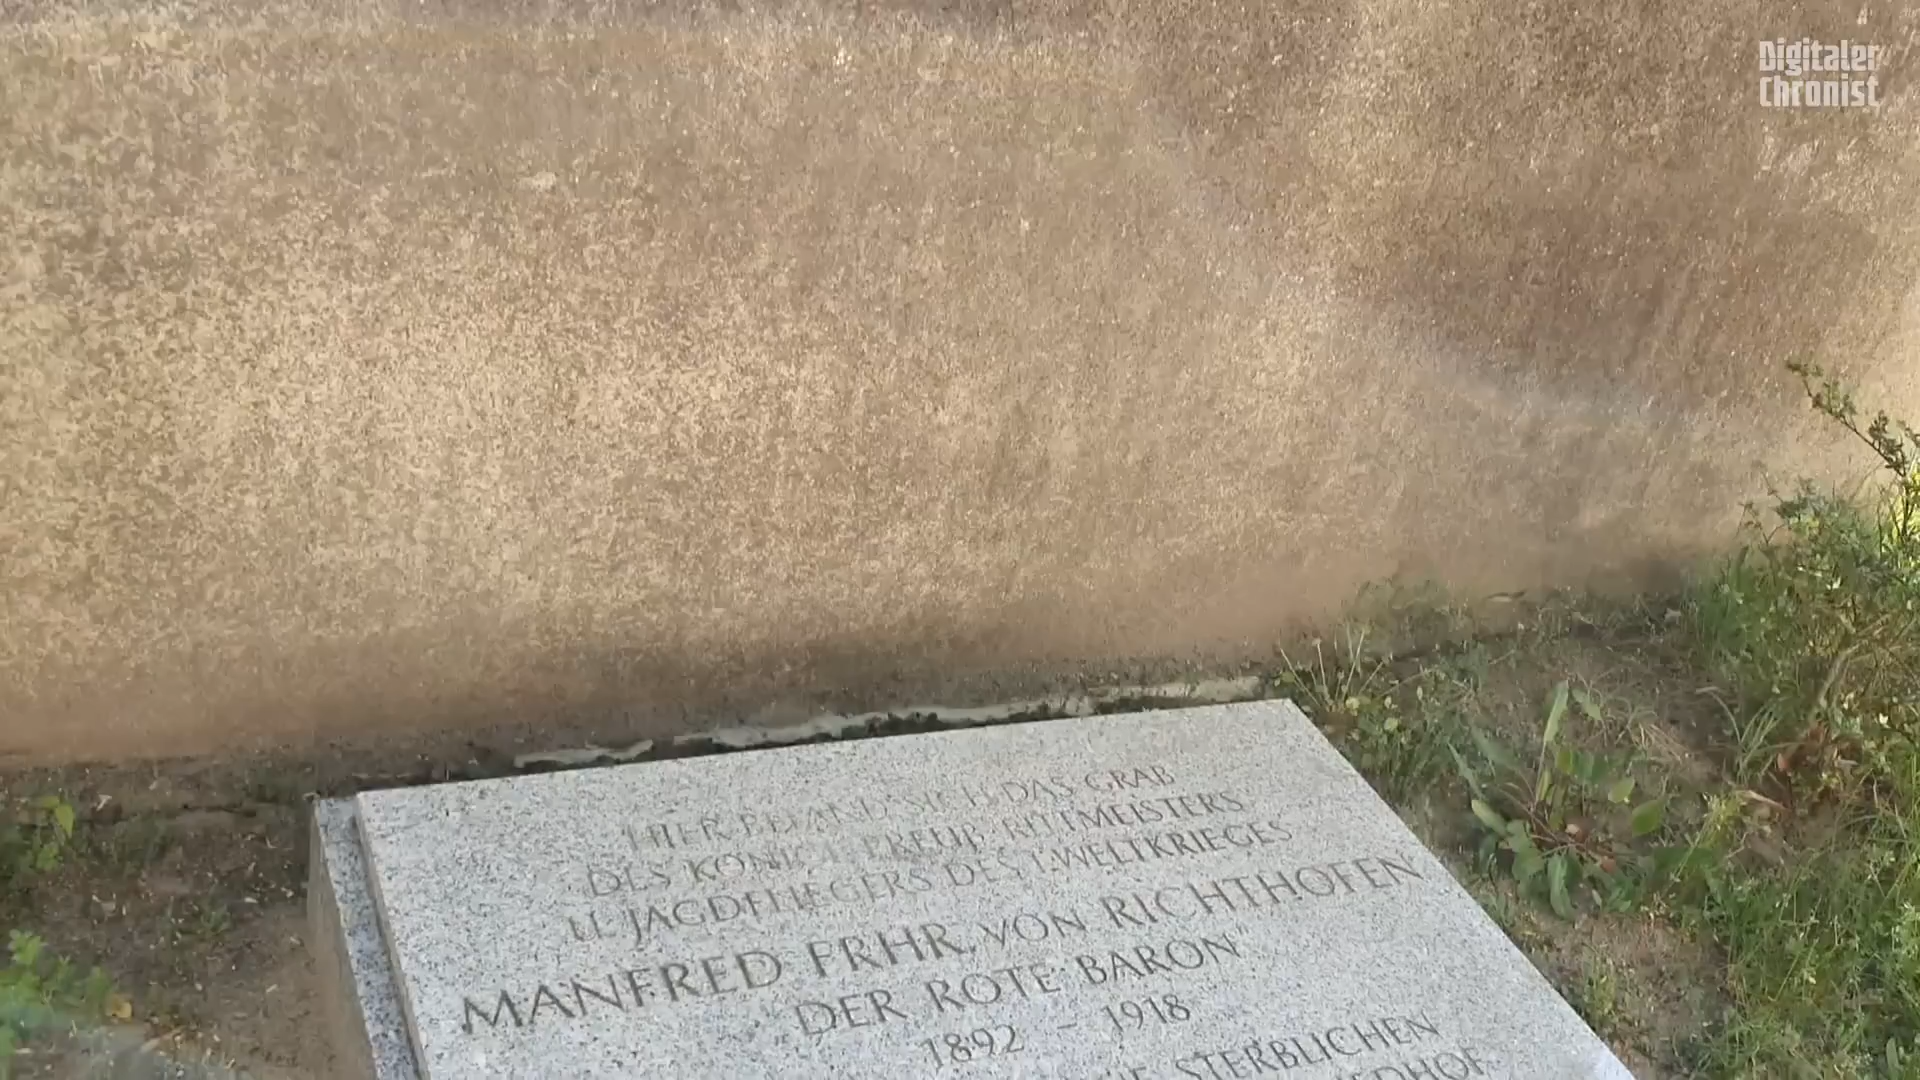 Digitaler
Chronist
HIER BEFAND SICH DAS GRAB
DES KÖNIGL. PREUß. RITTMEISTERS
U. JAGDFLIEGERS DES I. WELTKRIEGES
MANFRED FRHR. VON RICHTHOFEN
"DER ROTE BARON"
1892 - 1918
STERBLICHEN